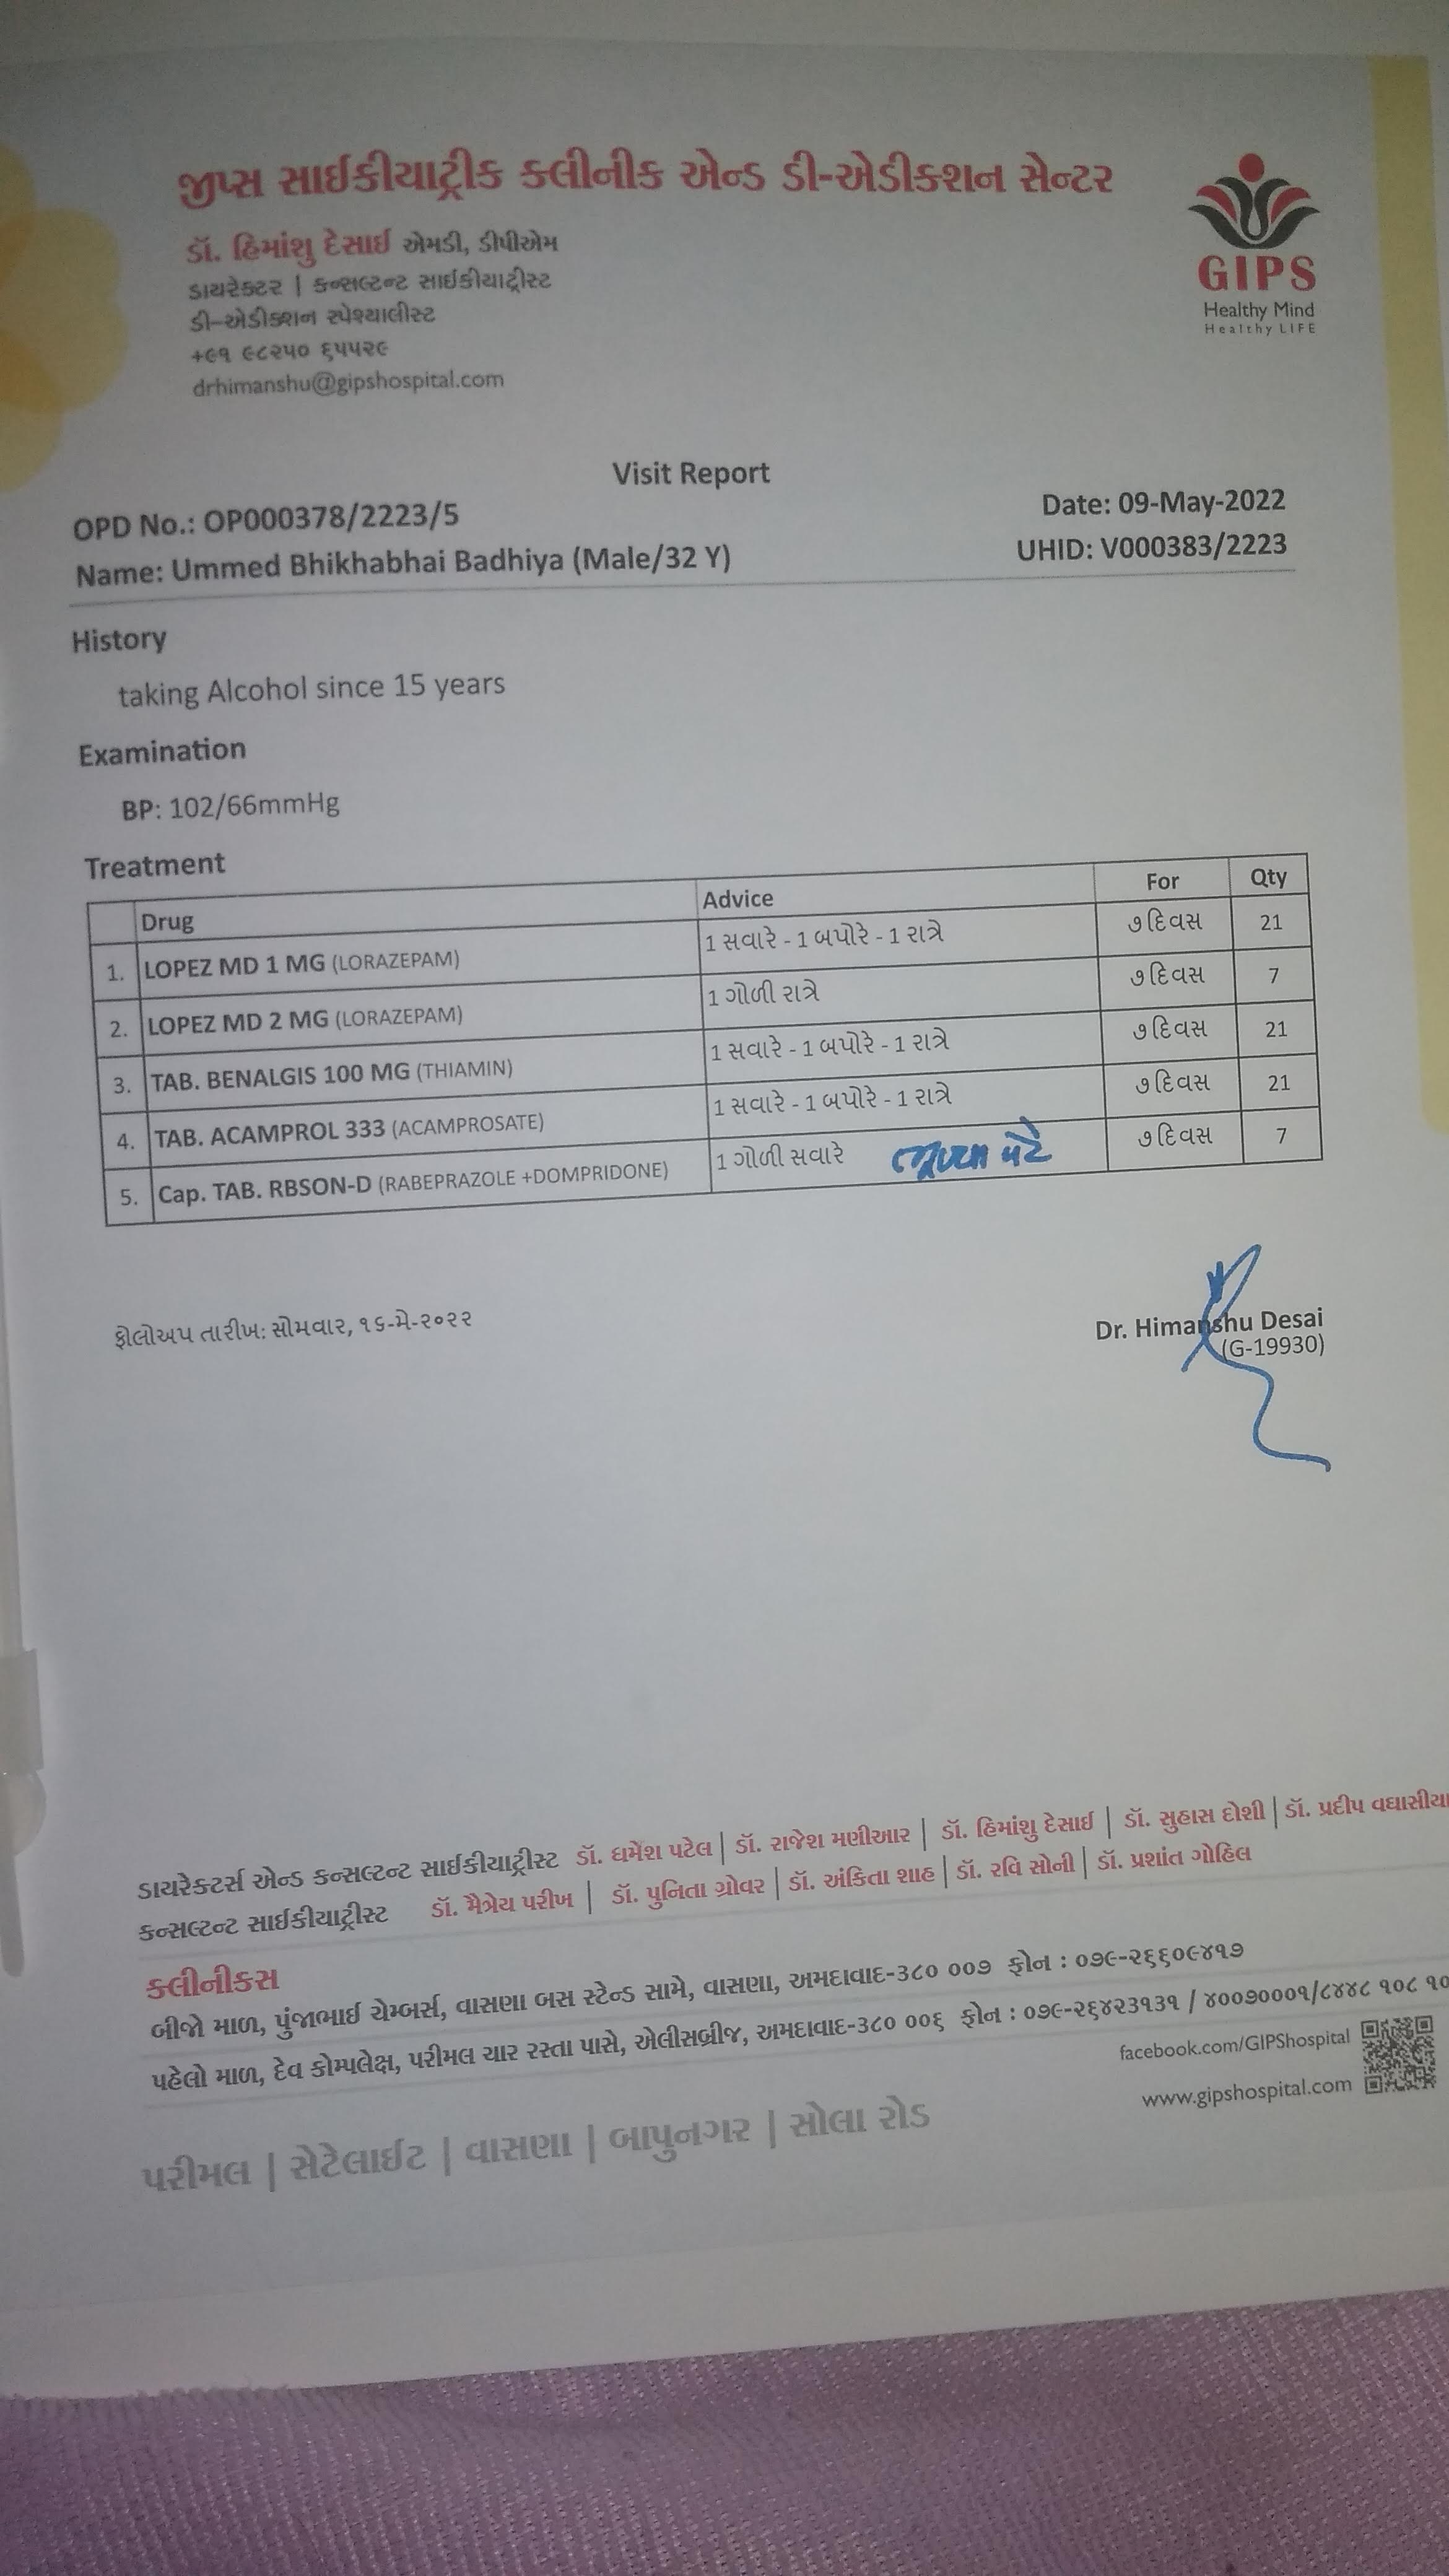 જીપ્સ સાઈકીયાટ્રીક ક્લીનીક એન્ડ ડી-એડીક્શન સેન્ટર
ડૉ. હિમાંશુ દેસાઈ એમડી, ડીપીએમ
ડાયરેક્ટર | કન્સલ્ટન્ટ સાઈકીયાટ્રીસ્ટ
ડી-એડીક્શન સ્પેશ્યાલીસ્ટ
+૯૧ ૯૮૨૫૦ ૬૫૫૨૯
drhimanshu@gipshospital.com
GIPS
Healthy Mind
Healthy LIFE
Visit Report
OPD No.: OP000378/2223/5 Date: 09-May-2022
Name: Ummed Bhikhabhai Badhiya (Male/32 Y) UHID: V000383/2223
History
taking Alcohol since 15 years
Examination
BP: 102/66mmHg
Treatment
Drug Advice For Qty
1. LOPEZ MD 1 MG (LORAZEPAM) 1 સવારે - 1 બપોરે - 1 રાત્રે ૭ દિવસ 21
2. LOPEZ MD 2 MG (LORAZEPAM) 1 ગોળી રાત્રે ૭ દિવસ 7
3. TAB. BENALGIS 100 MG (THIAMIN) 1 સવારે - 1 બપોરે - 1 રાત્રે ૭ દિવસ 21
4. TAB. ACAMPROL 333 (ACAMPROSATE) 1 સવારે - 1 બપોરે - 1 રાત્રે ૭ દિવસ 21
5. Cap. TAB. RBSON-D (RABEPRAZOLE +DOMPRIDONE) 1 ગોળી સવારે ભૂખ્યા પેટે ૭ દિવસ 7
ફોલોઅપ તારીખ: સોમવાર, ૧૬-મે-૨૦૨૨
Dr. Himanshu Desai
(G-19930)
ડાયરેક્ટર્સ એન્ડ કન્સલ્ટન્ટ સાઈકીયાટ્રીસ્ટ ડૉ. ધર્મેશ પટેલ | ડૉ. રાજેશ મણીઆર | ડૉ. હિમાંશુ દેસાઈ | ડૉ. સુહાસ દોશી | ડૉ. પ્રદીપ વઘાસીયા
કન્સલ્ટન્ટ સાઈકીયાટ્રીસ્ટ ડૉ. મૈત્રેય પરીખ | ડૉ. પુનિતા ગ્રોવર | ડૉ. અંકિતા શાહ | ડૉ. રવિ સોની | ડૉ. પ્રશાંત ગોહિલ
ક્લીનીક્સ
બીજો માળ, પુંજાભાઈ ચેમ્બર્સ, વાસણા બસ સ્ટેન્ડ સામે, વાસણા, અમદાવાદ-૩૮૦ ૦૦૭ ફોન : ૦૭૯-૨૬૬૦૯૪૧૭
પહેલો માળ, દેવ કોમ્પલેક્ષ, પરીમલ ચાર રસ્તા પાસે, એલીસબ્રીજ, અમદાવાદ-૩૮૦ ૦૦૬ ફોન : ૦૭૯-૨૬૪૨૩૧૩૧ / ૪૦૦૭૦૦૦૧/૮૪૪૮ ૧૦૮ ૧૦
facebook.com/GIPShospital
www.gipshospital.com
પરીમલ | સેટેલાઈટ | વાસણા | બાપુનગર | સોલા રોડ